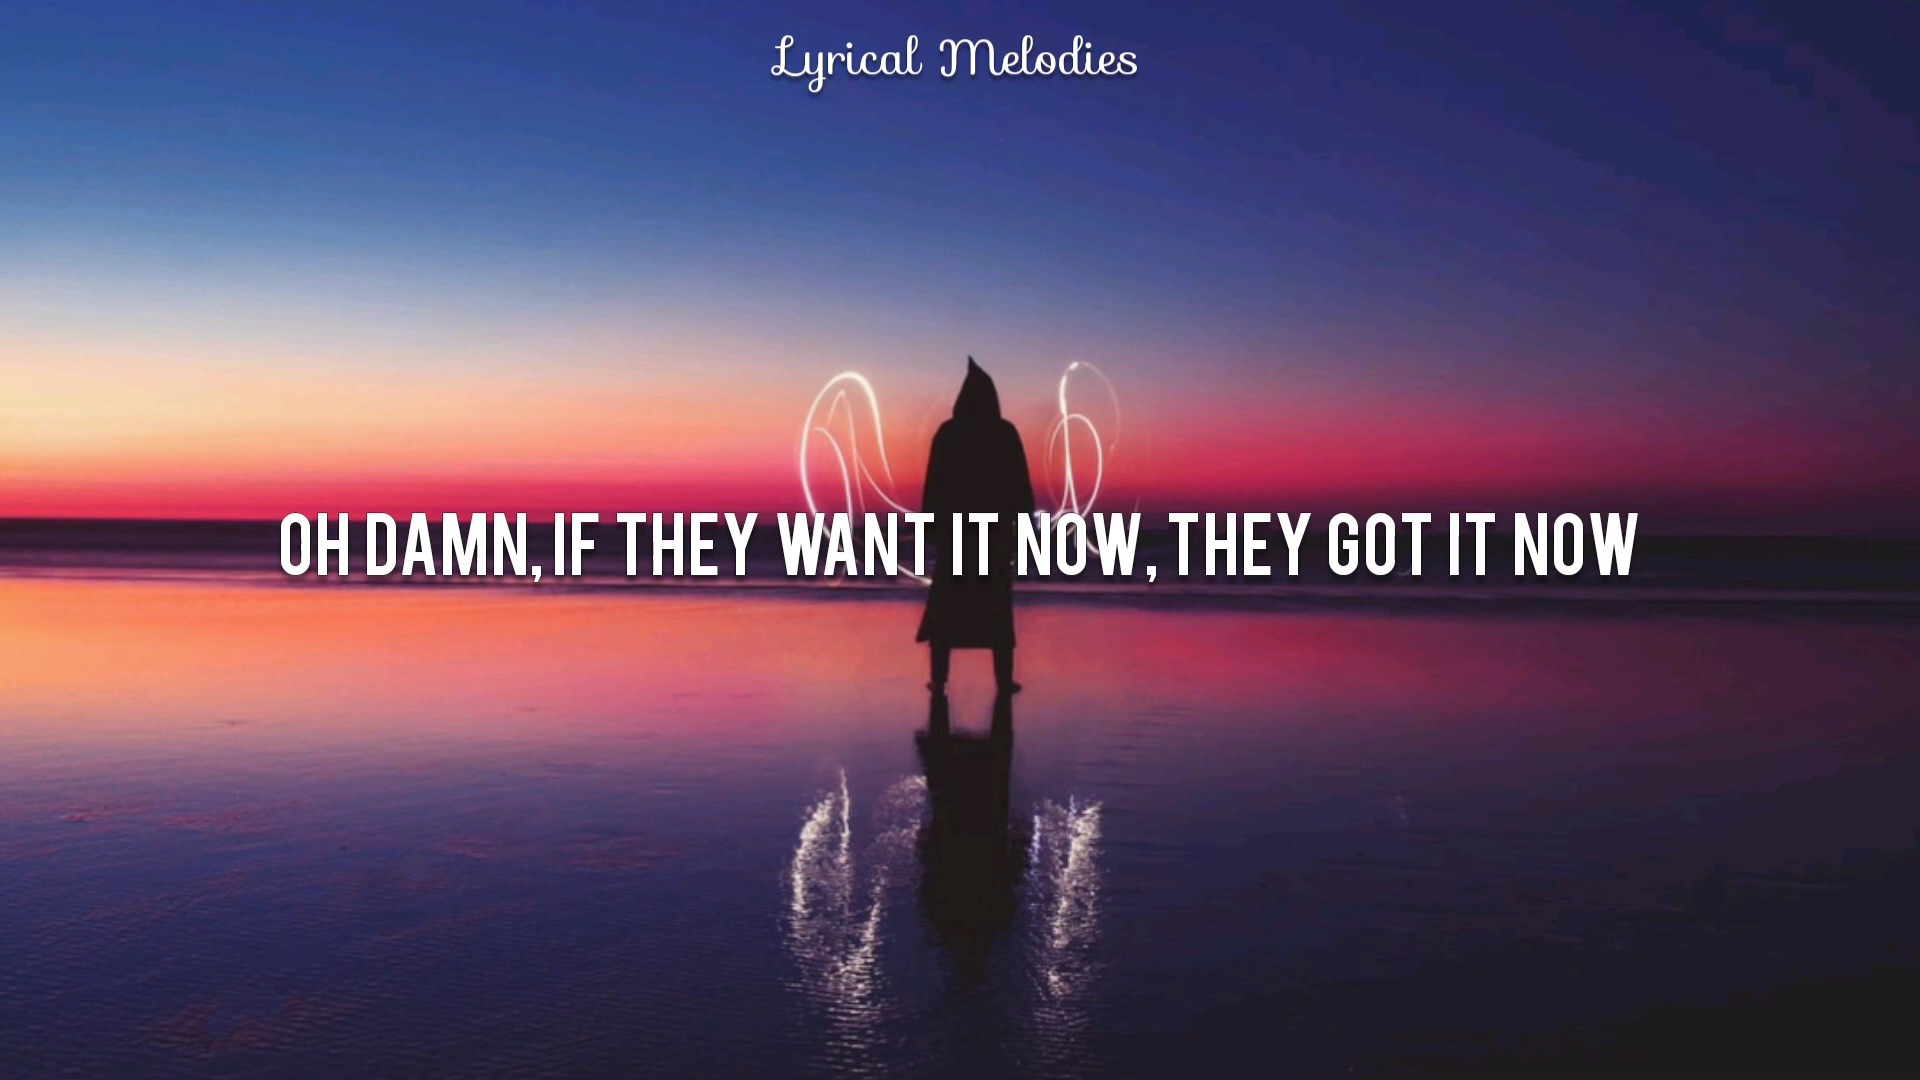 Lyrical Melodies
OH DAMN, IF THEY WANT IT NOW, THEY GOT IT NOW